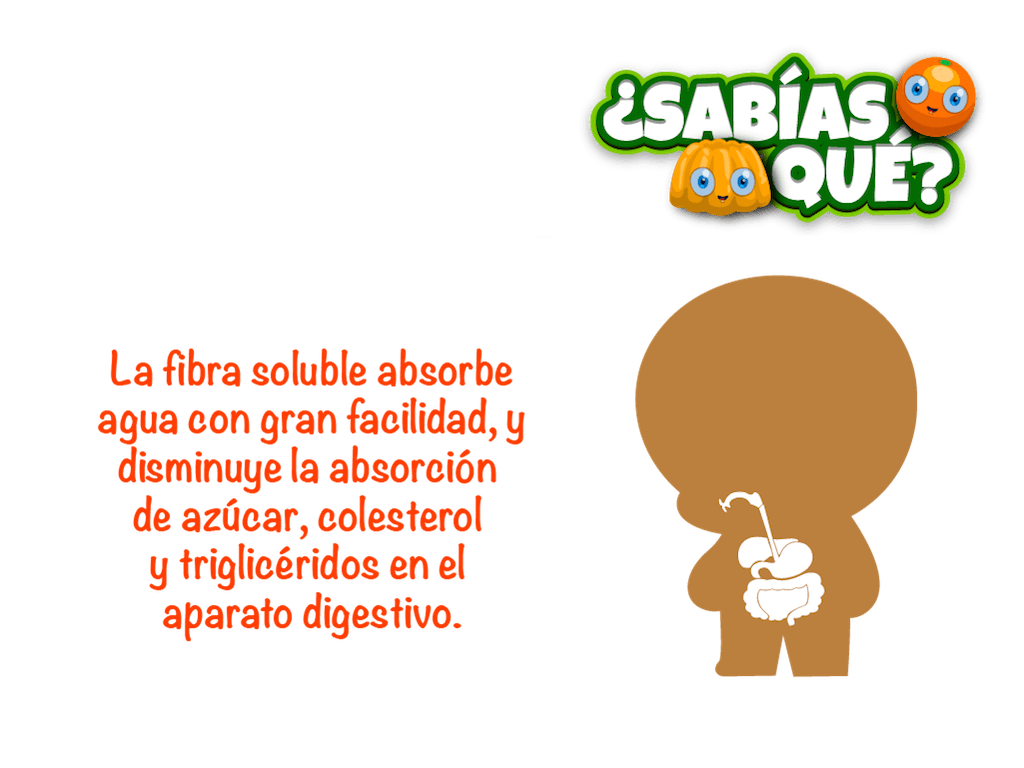 ¿SABÍAS
QUÉ?
La fibra soluble absorbe
agua con gran facilidad, y
disminuye la absorción
de azúcar, colesterol
y triglicéridos en el
aparato digestivo.